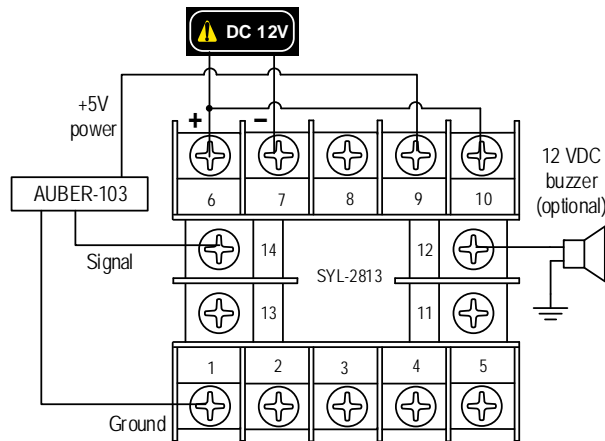 DC 12V
+5V
power
+
−
12 VDC
buzzer
(optional)
6
7
8
9
10
AUBER-103
Signal
14
12
SYL-2813
13
11
1
2
3
4
5
Ground